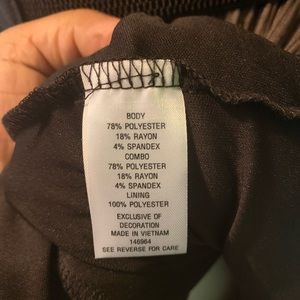 BODY
78% POLYESTER
18% RAYON
4% SPANDEX
COMBO
78% POLYESTER
18% RAYON
4% SPANDEX
LINING
100% POLYESTER
EXCLUSIVE OF
DECORATION
MADE IN VIETNAM
146964
SEE REVERSE FOR CARE